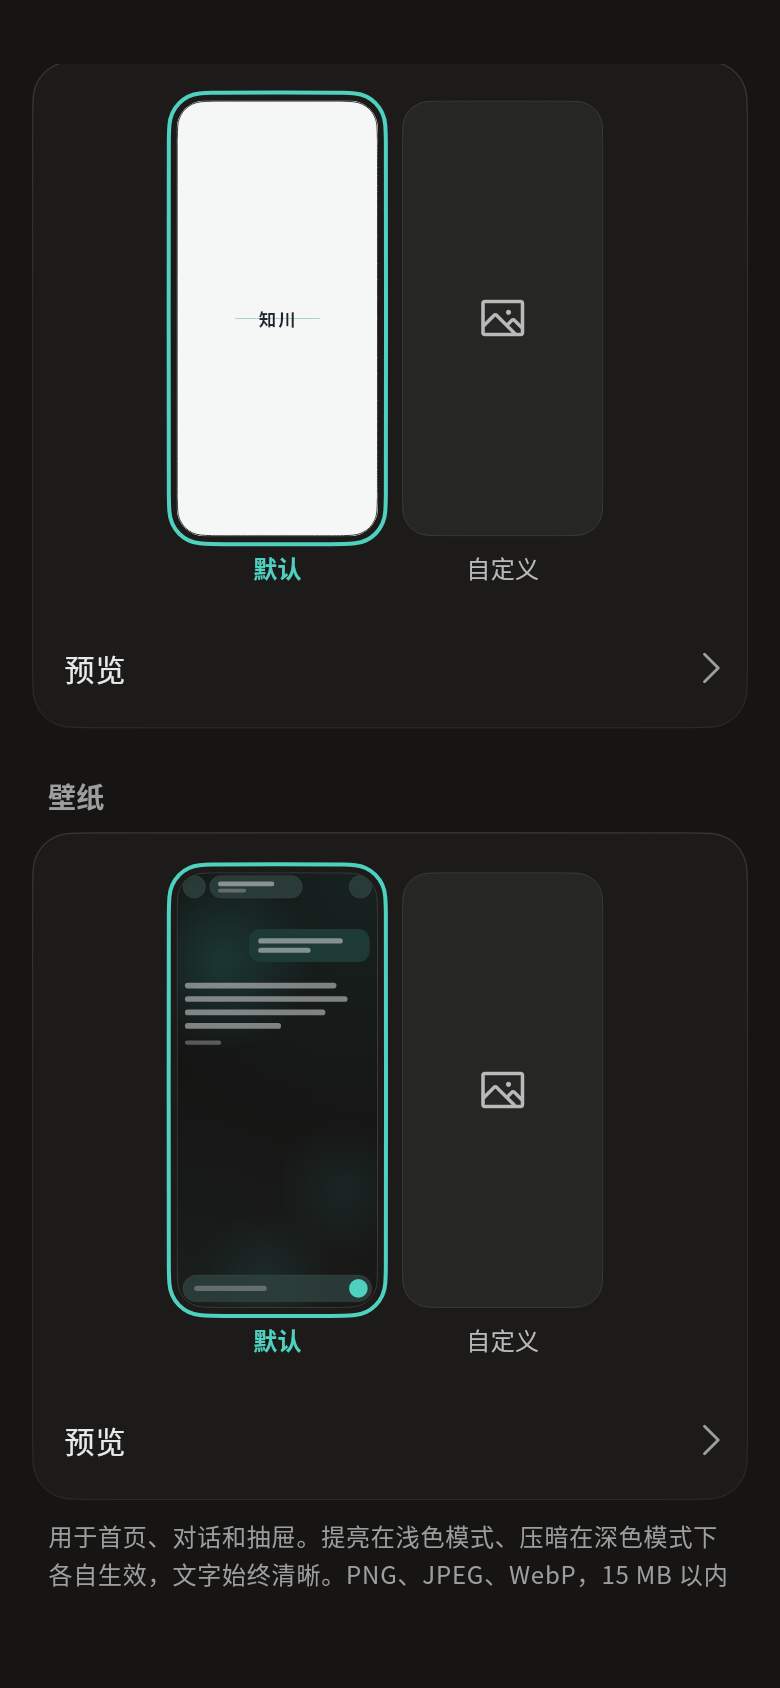 知川
默认
自定义
预览
壁纸
默认
自定义
预览
用于首页、对话和抽屉。提亮在浅色模式、压暗在深色模式下
各自生效，文字始终清晰。PNG、JPEG、WebP，15 MB 以内